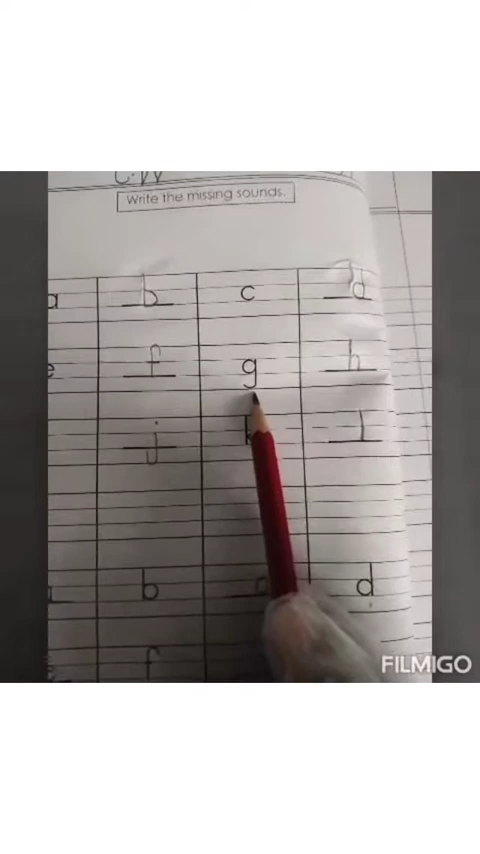 C.W
Write the missing sounds.
a b c d
e f g h
j k l
b d
f
FILMIGO